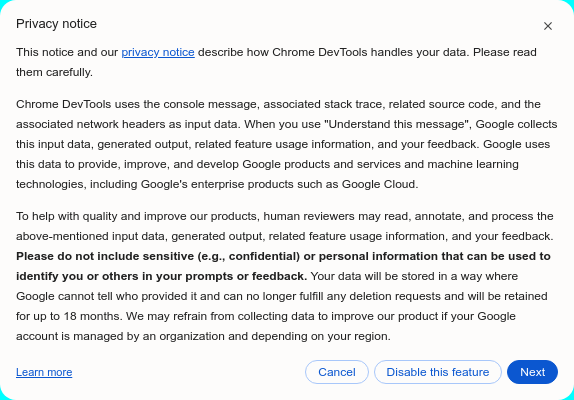 Privacy notice
This notice and our privacy notice describe how Chrome DevTools handles your data. Please read
them carefully.
Chrome DevTools uses the console message, associated stack trace, related source code, and the
associated network headers as input data. When you use "Understand this message", Google collects
this input data, generated output, related feature usage information, and your feedback. Google uses
this data to provide, improve, and develop Google products and services and machine learning
technologies, including Google's enterprise products such as Google Cloud.
To help with quality and improve our products, human reviewers may read, annotate, and process the
above-mentioned input data, generated output, related feature usage information, and your feedback.
Please do not include sensitive (e.g., confidential) or personal information that can be used to
identify you or others in your prompts or feedback. Your data will be stored in a way where
Google cannot tell who provided it and can no longer fulfill any deletion requests and will be retained
for up to 18 months. We may refrain from collecting data to improve our product if your Google
account is managed by an organization and depending on your region.
Learn more Cancel Disable this feature Next